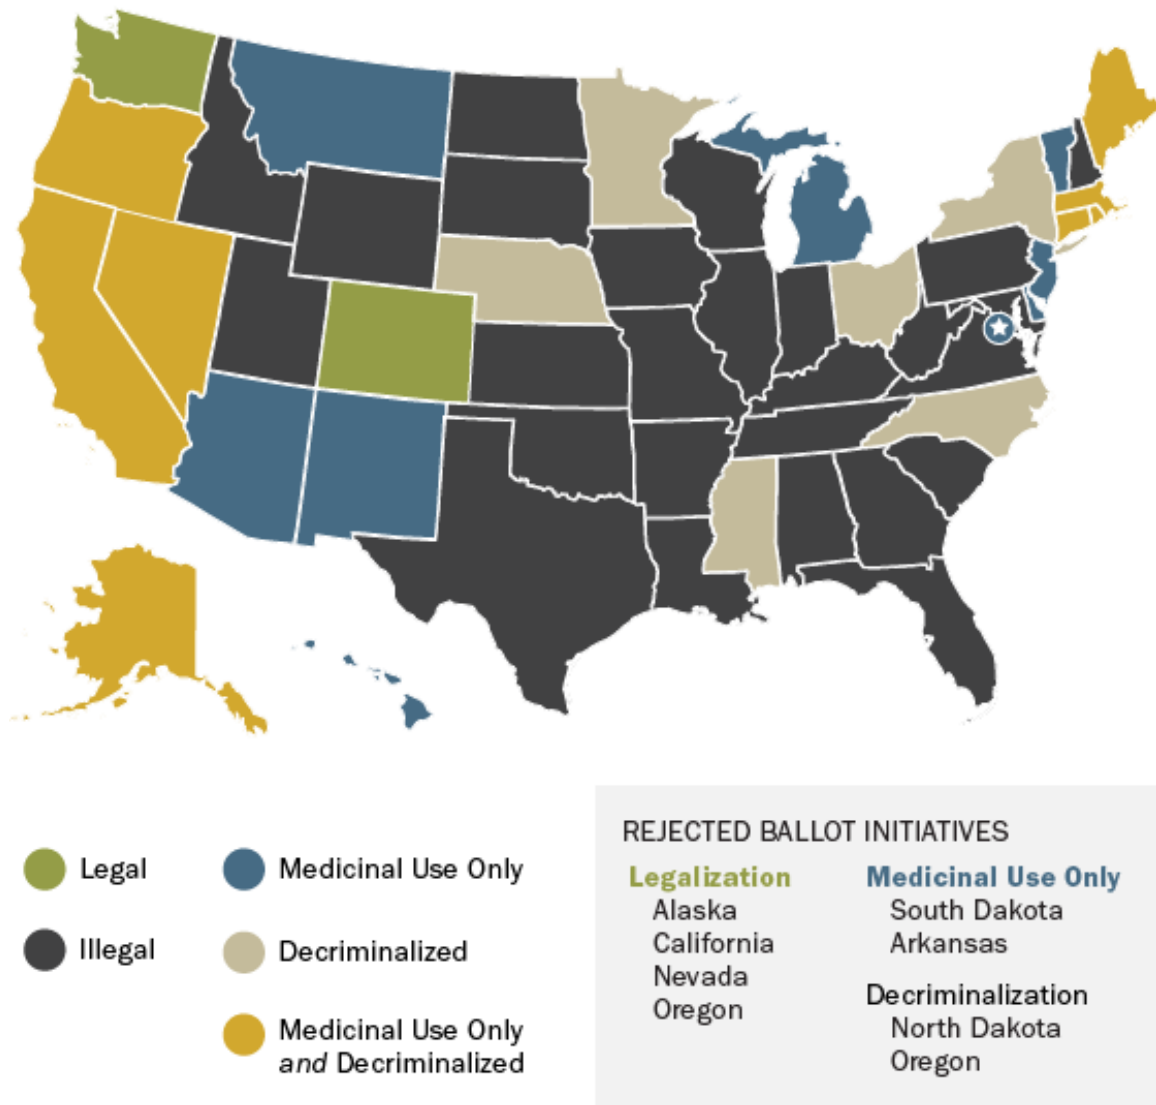 Legal
Medicinal Use Only
Illegal
Decriminalized
Medicinal Use Only
and Decriminalized
REJECTED BALLOT INITIATIVES
Legalization
Alaska
California
Nevada
Oregon
Medicinal Use Only
South Dakota
Arkansas
Decriminalization
North Dakota
Oregon